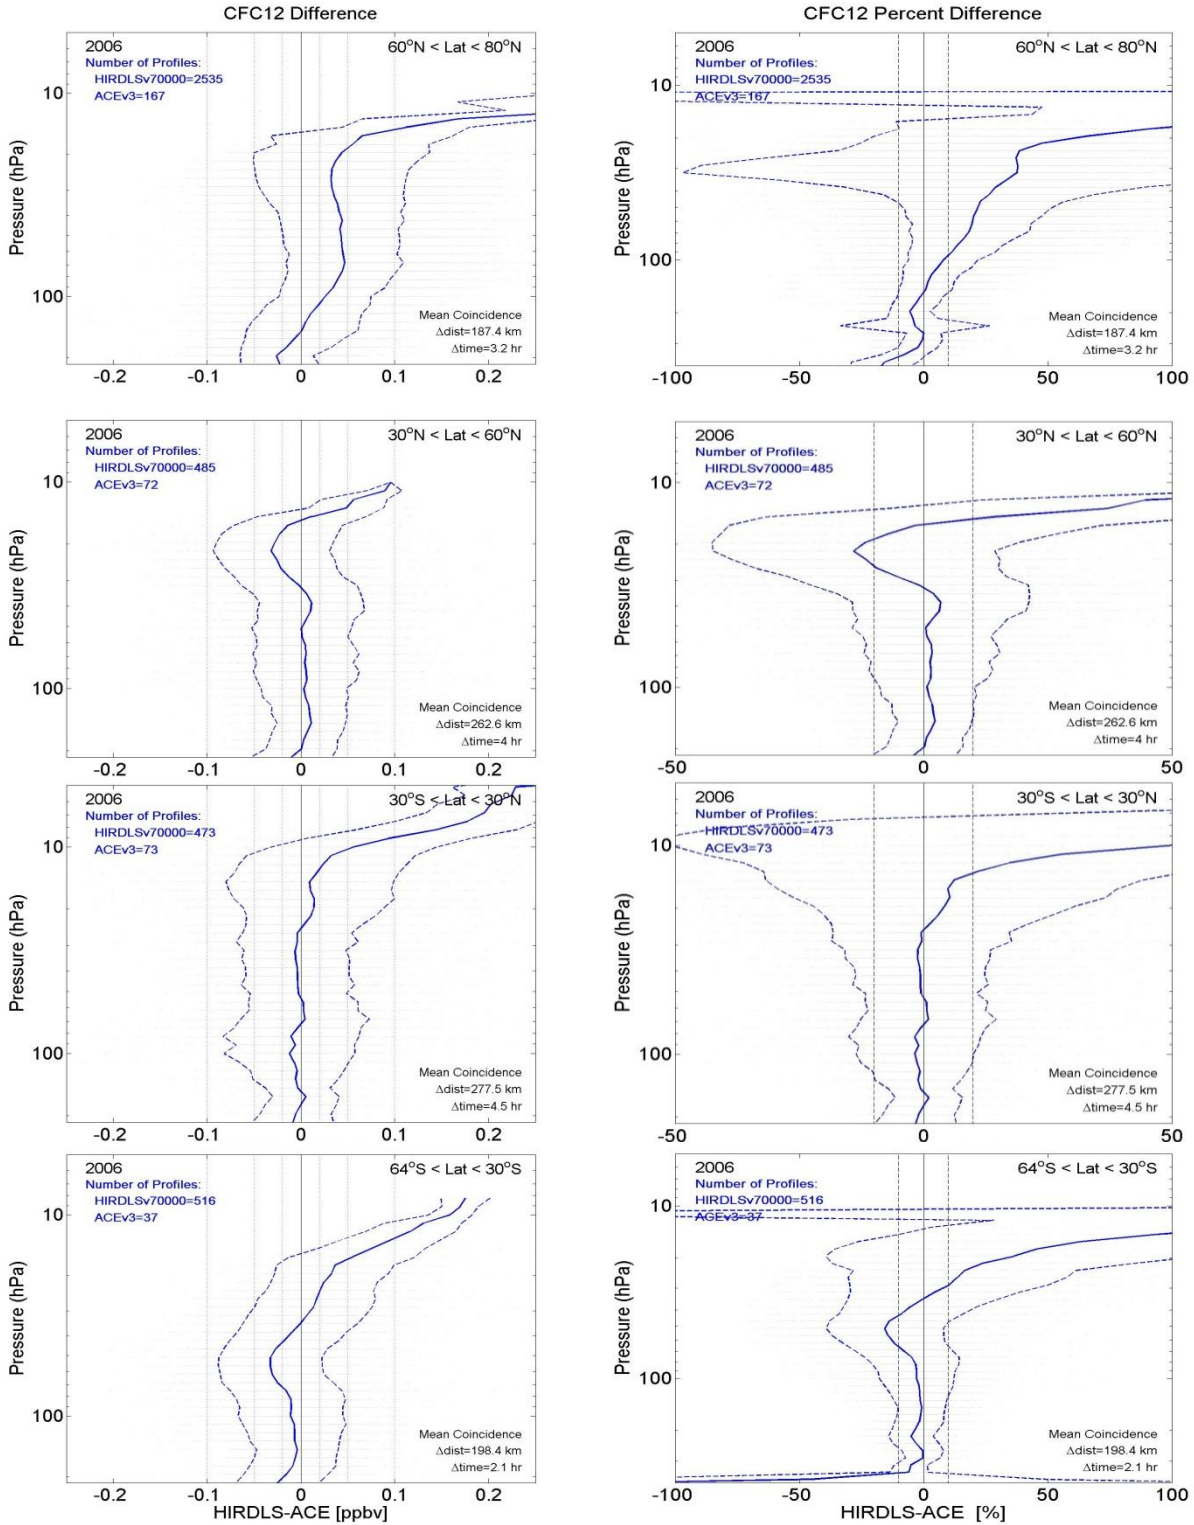 CFC12 Difference
CFC12 Percent Difference
2006
60°N < Lat < 80°N
Number of Profiles:
HIRDLSv70000=2535
ACEv3=167
10
100
Pressure (hPa)
Mean Coincidence
Δdist=187.4 km
Δtime=3.2 hr
-0.2
-0.1
0
0.1
0.2
2006
60°N < Lat < 80°N
Number of Profiles:
HIRDLSv70000=2535
ACEv3=167
10
100
Pressure (hPa)
Mean Coincidence
Δdist=187.4 km
Δtime=3.2 hr
-100
-50
0
50
100
2006
30°N < Lat < 60°N
Number of Profiles:
HIRDLSv70000=485
ACEv3=72
10
100
Pressure (hPa)
Mean Coincidence
Δdist=262.6 km
Δtime=4 hr
-0.2
-0.1
0
0.1
0.2
2006
30°N < Lat < 60°N
Number of Profiles:
HIRDLSv70000=485
ACEv3=72
10
100
Pressure (hPa)
Mean Coincidence
Δdist=262.6 km
Δtime=4 hr
-50
0
50
2006
30°S < Lat < 30°N
Number of Profiles:
HIRDLSv70000=473
ACEv3=73
10
100
Pressure (hPa)
Mean Coincidence
Δdist=277.5 km
Δtime=4.5 hr
-0.2
-0.1
0
0.1
0.2
2006
30°S < Lat < 30°N
Number of Profiles:
HIRDLSv70000=473
ACEv3=73
10
100
Pressure (hPa)
Mean Coincidence
Δdist=277.5 km
Δtime=4.5 hr
-50
0
50
2006
64°S < Lat < 30°S
Number of Profiles:
HIRDLSv70000=516
ACEv3=37
10
100
Pressure (hPa)
Mean Coincidence
Δdist=198.4 km
Δtime=2.1 hr
-0.2
-0.1
0
0.1
0.2
HIRDLS-ACE [ppbv]
2006
64°S < Lat < 30°S
Number of Profiles:
HIRDLSv70000=516
ACEv3=37
10
100
Pressure (hPa)
Mean Coincidence
Δdist=198.4 km
Δtime=2.1 hr
-100
-50
0
50
100
HIRDLS-ACE [%]